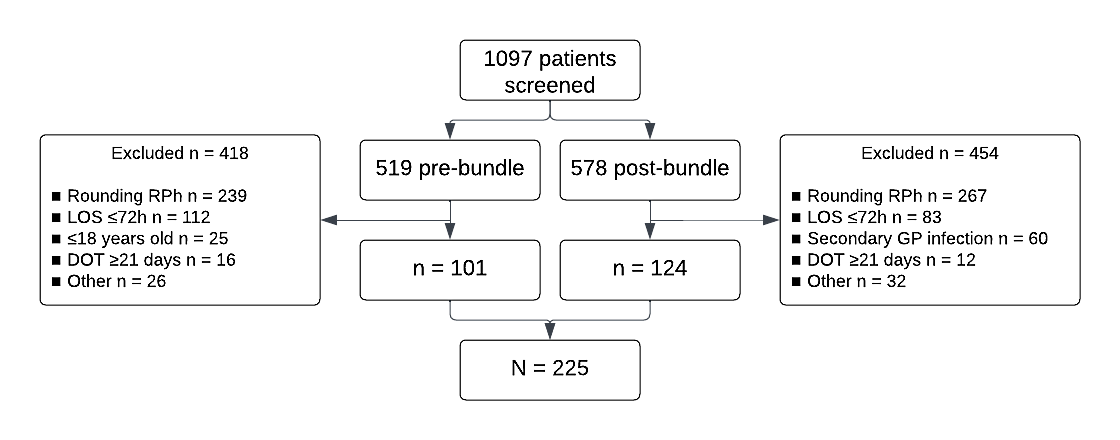 1097 patients
screened
519 pre-bundle
578 post-bundle
Excluded n = 418
■ Rounding RPh n = 239
■ LOS ≤72h n = 112
■ ≤18 years old n = 25
■ DOT ≥21 days n = 16
■ Other n = 26
Excluded n = 454
■ Rounding RPh n = 267
■ LOS ≤72h n = 83
■ Secondary GP infection n = 60
■ DOT ≥21 days n = 12
■ Other n = 32
n = 101
n = 124
N = 225